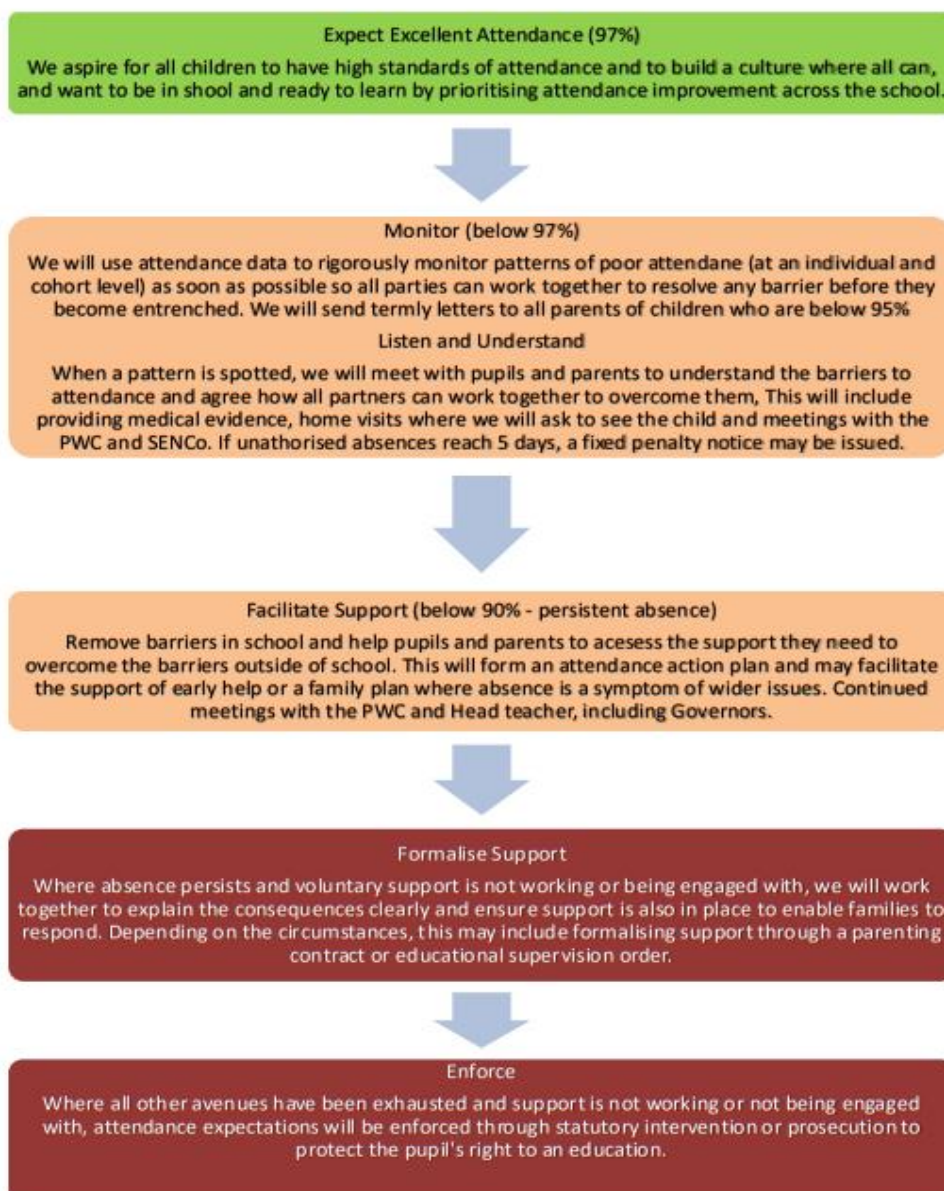 Expect Excellent Attendance (97%)
We aspire for all children to have high standards of attendance and to build a culture where all can,
and want to be in shool and ready to learn by prioritising attendance improvement across the school.
Monitor (below 97%)
We will use attendance data to rigorously monitor patterns of poor attendane (at an individual and
cohort level) as soon as possible so all parties can work together to resolve any barrier before they
become entrenched. We will send termly letters to all parents of children who are below 95%
Listen and Understand
When a pattern is spotted, we will meet with pupils and parents to understand the barriers to
attendance and agree how all partners can work together to overcome them, This will include
providing medical evidence, home visits where we will ask to see the child and meetings with the
PWC and SENCo. If unathorised absences reach 5 days, a fixed penalty notice may be issued.
Facilitate Support (below 90% - persistent absence)
Remove barriers in school and help pupils and parents to acesess the support they need to
overcome the barriers outside of school. This will form an attendance action plan and may facilitate
the support of early help or a family plan where absence is a symptom of wider issues. Continued
meetings with the PWC and Head teacher, including Governors.
Formalise Support
Where absence persists and voluntary support is not working or being engaged with, we will work
together to explain the consequences clearly and ensure support is also in place to enable families to
respond. Depending on the circumstances, this may include formalising support through a parenting
contract or educational supervision order.
Enforce
Where all other avenues have been exhausted and support is not working or not being engaged
with, attendance expectations will be enforced through statutory intervention or prosecution to
protect the pupil's right to an education.